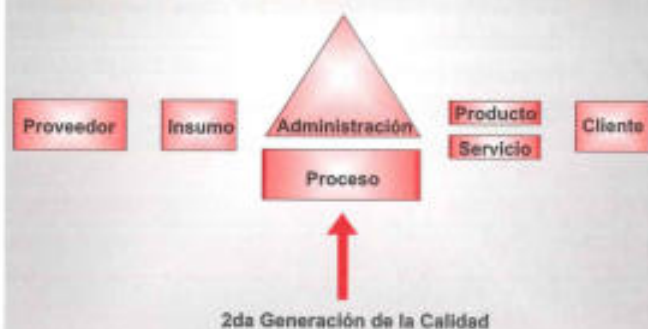 Proveedor
Insumo
Administración
Proceso
Producto
Servicio
Cliente
2da Generación de la Calidad